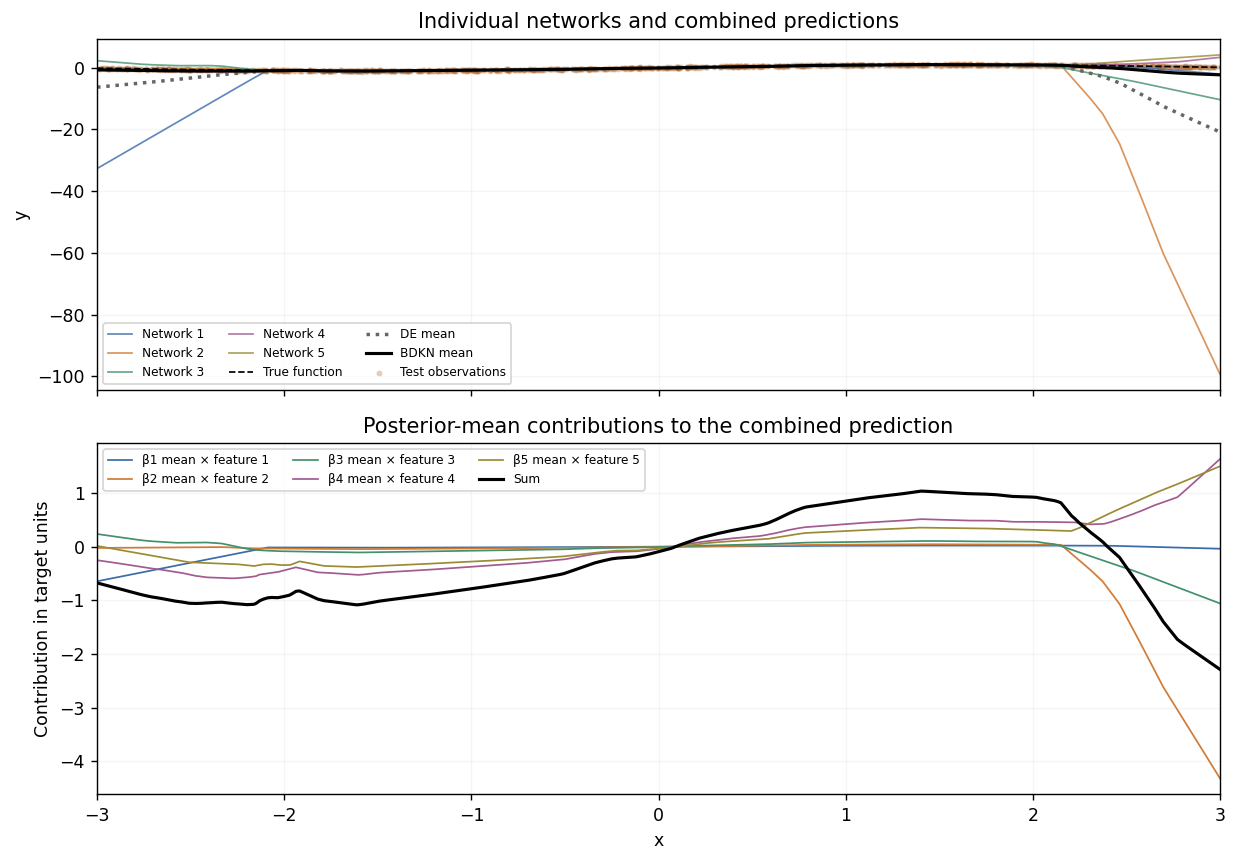 Individual networks and combined predictions
0
−20
−40
−60
−80
−100
y
Network 1 Network 4 DE mean
Network 2 Network 5 BDKN mean
Network 3 True function Test observations
Posterior-mean contributions to the combined prediction
1
0
−1
−2
−3
−4
Contribution in target units
β1 mean × feature 1 β3 mean × feature 3 β5 mean × feature 5
β2 mean × feature 2 β4 mean × feature 4 Sum
−3 −2 −1 0 1 2 3
x